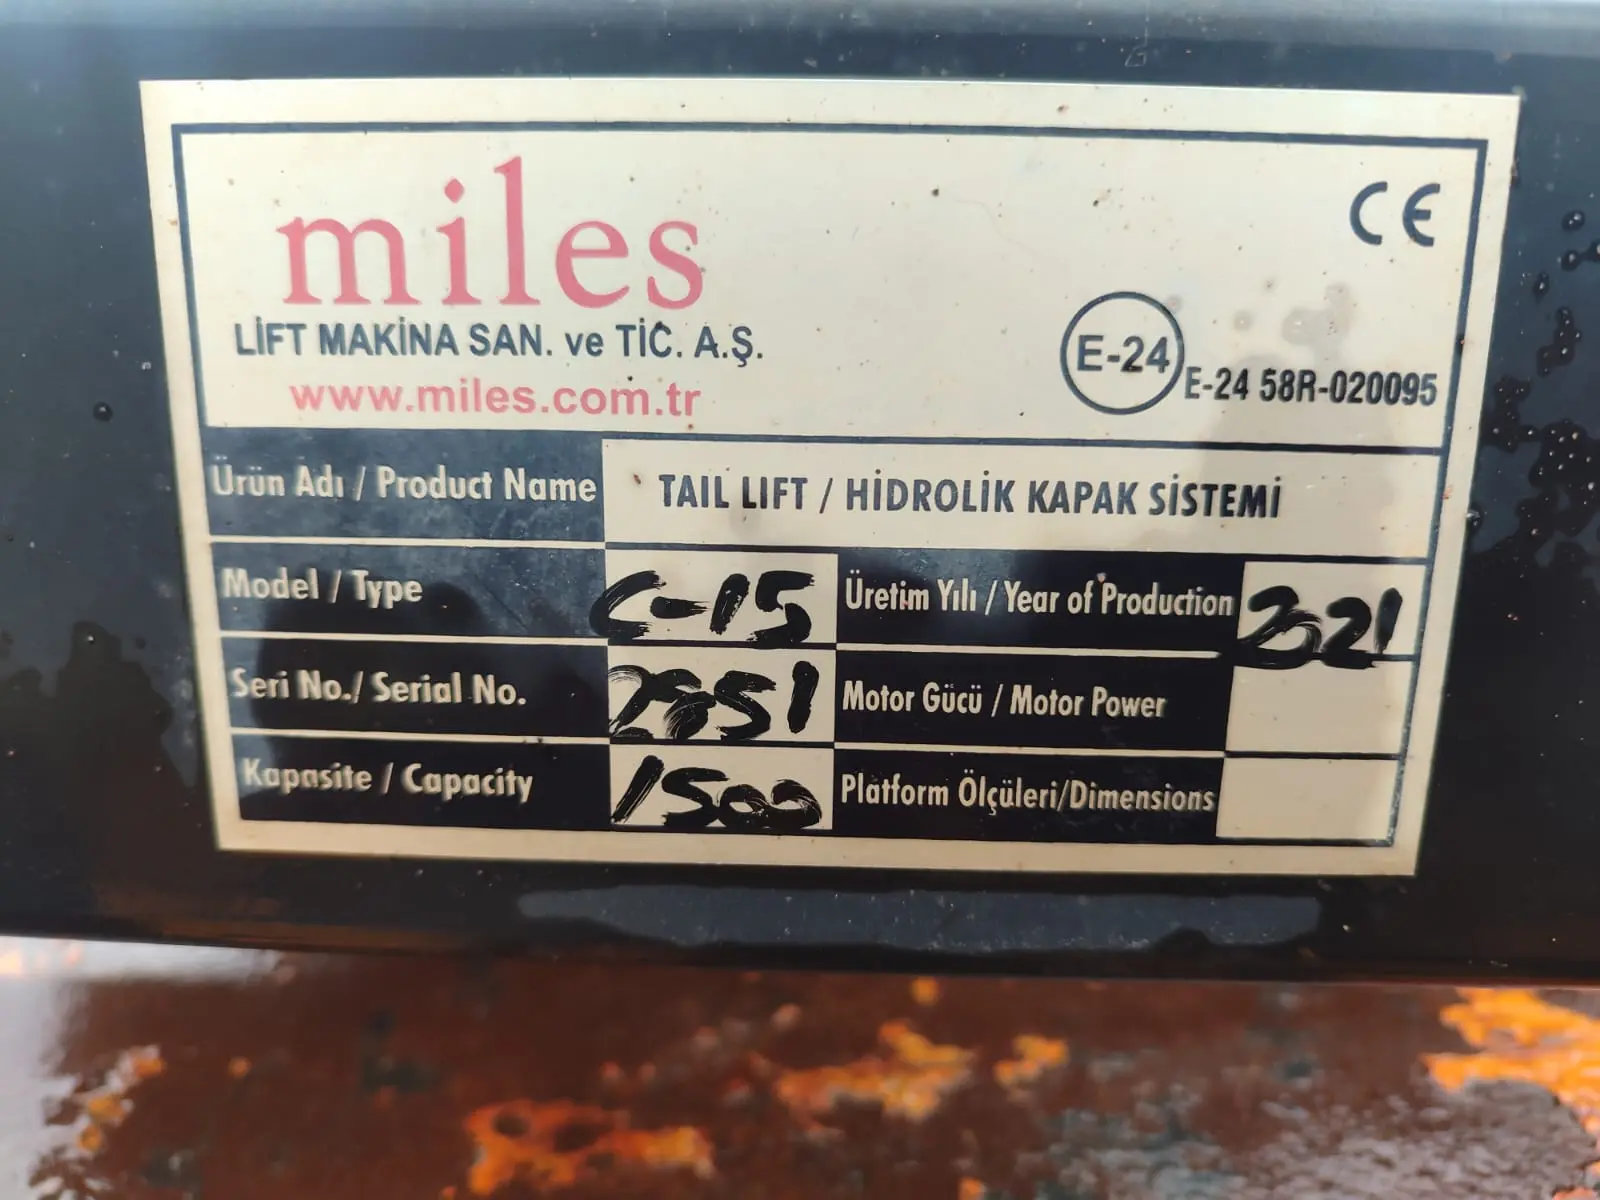 miles
CE
LİFT MAKİNA SAN. ve TİC. A.Ş.
www.miles.com.tr
E-24
E-24 58R-020095
Ürün Adı / Product Name TAIL LIFT / HİDROLİK KAPAK SİSTEMİ
Model / Type C-15 Üretim Yılı / Year of Production 2021
Seri No./ Serial No. 2851 Motor Gücü / Motor Power
Kapasite / Capacity 1500 Platform Ölçüleri/Dimensions